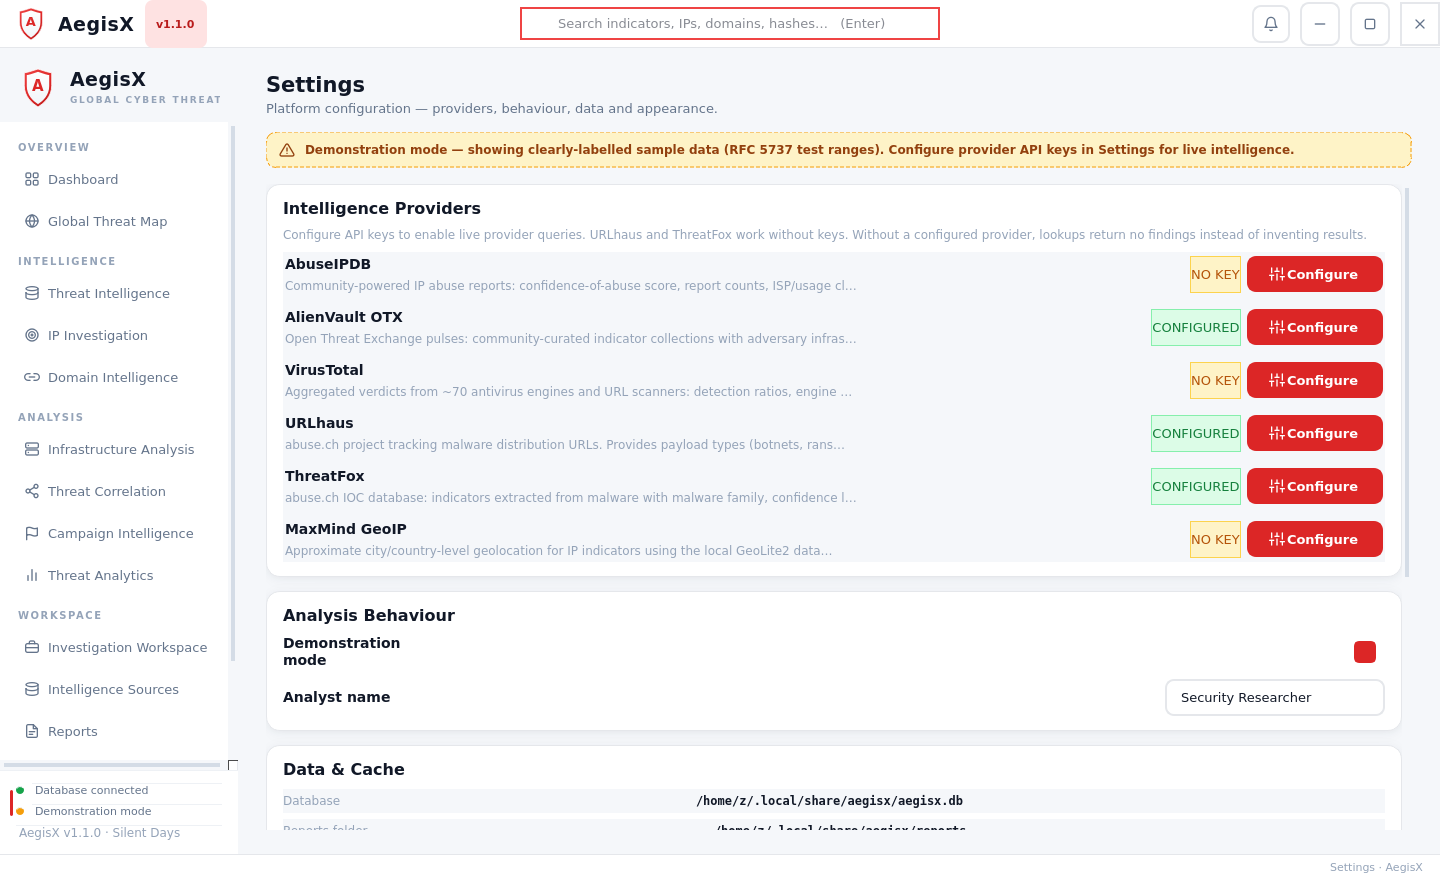 A AegisX v1.1.0
Search indicators, IPs, domains, hashes... (Enter)
A AegisX
GLOBAL CYBER THREAT
OVERVIEW
Dashboard
Global Threat Map
INTELLIGENCE
Threat Intelligence
IP Investigation
Domain Intelligence
ANALYSIS
Infrastructure Analysis
Threat Correlation
Campaign Intelligence
Threat Analytics
WORKSPACE
Investigation Workspace
Intelligence Sources
Reports
Database connected
Demonstration mode
AegisX v1.1.0 · Silent Days
Settings
Platform configuration — providers, behaviour, data and appearance.
Demonstration mode — showing clearly-labelled sample data (RFC 5737 test ranges). Configure provider API keys in Settings for live intelligence.
Intelligence Providers
Configure API keys to enable live provider queries. URLhaus and ThreatFox work without keys. Without a configured provider, lookups return no findings instead of inventing results.
AbuseIPDB
Community-powered IP abuse reports: confidence-of-abuse score, report counts, ISP/usage cl...
NO KEY Configure
AlienVault OTX
Open Threat Exchange pulses: community-curated indicator collections with adversary infras...
CONFIGURED Configure
VirusTotal
Aggregated verdicts from ~70 antivirus engines and URL scanners: detection ratios, engine ...
NO KEY Configure
URLhaus
abuse.ch project tracking malware distribution URLs. Provides payload types (botnets, rans...
CONFIGURED Configure
ThreatFox
abuse.ch IOC database: indicators extracted from malware with malware family, confidence l...
CONFIGURED Configure
MaxMind GeoIP
Approximate city/country-level geolocation for IP indicators using the local GeoLite2 data...
NO KEY Configure
Analysis Behaviour
Demonstration
mode
Analyst name Security Researcher
Data & Cache
Database /home/z/.local/share/aegisx/aegisx.db
Reports folder /home/z/.local/share/aegisx/reports
Settings · AegisX